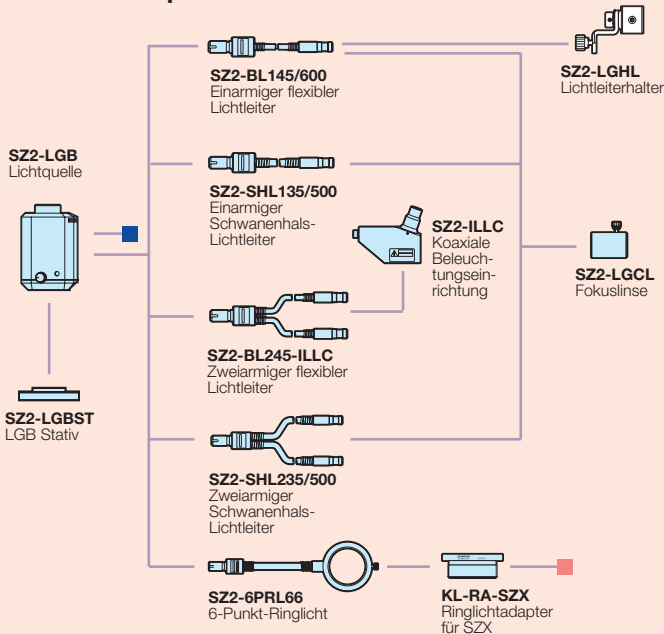 SZ2-BL145/600
Einarmiger flexibler
Lichtleiter
SZ2-LGHL
Lichtleiterhalter
SZ2-LGB
Lichtquelle
SZ2-SHL135/500
Einarmiger
Schwanenhals-
Lichtleiter
SZ2-ILLC
Koaxiale
Beleuch-
tungsein-
richtung
SZ2-LGCL
Fokuslinse
SZ2-BL245-ILLC
Zweiarmiger flexibler
Lichtleiter
SZ2-LGBST
LGB Stativ
SZ2-SHL235/500
Zweiarmiger
Schwanenhals-
Lichtleiter
SZ2-6PRL66
6-Punkt-Ringlicht
KL-RA-SZX
Ringlichtadapter
für SZX